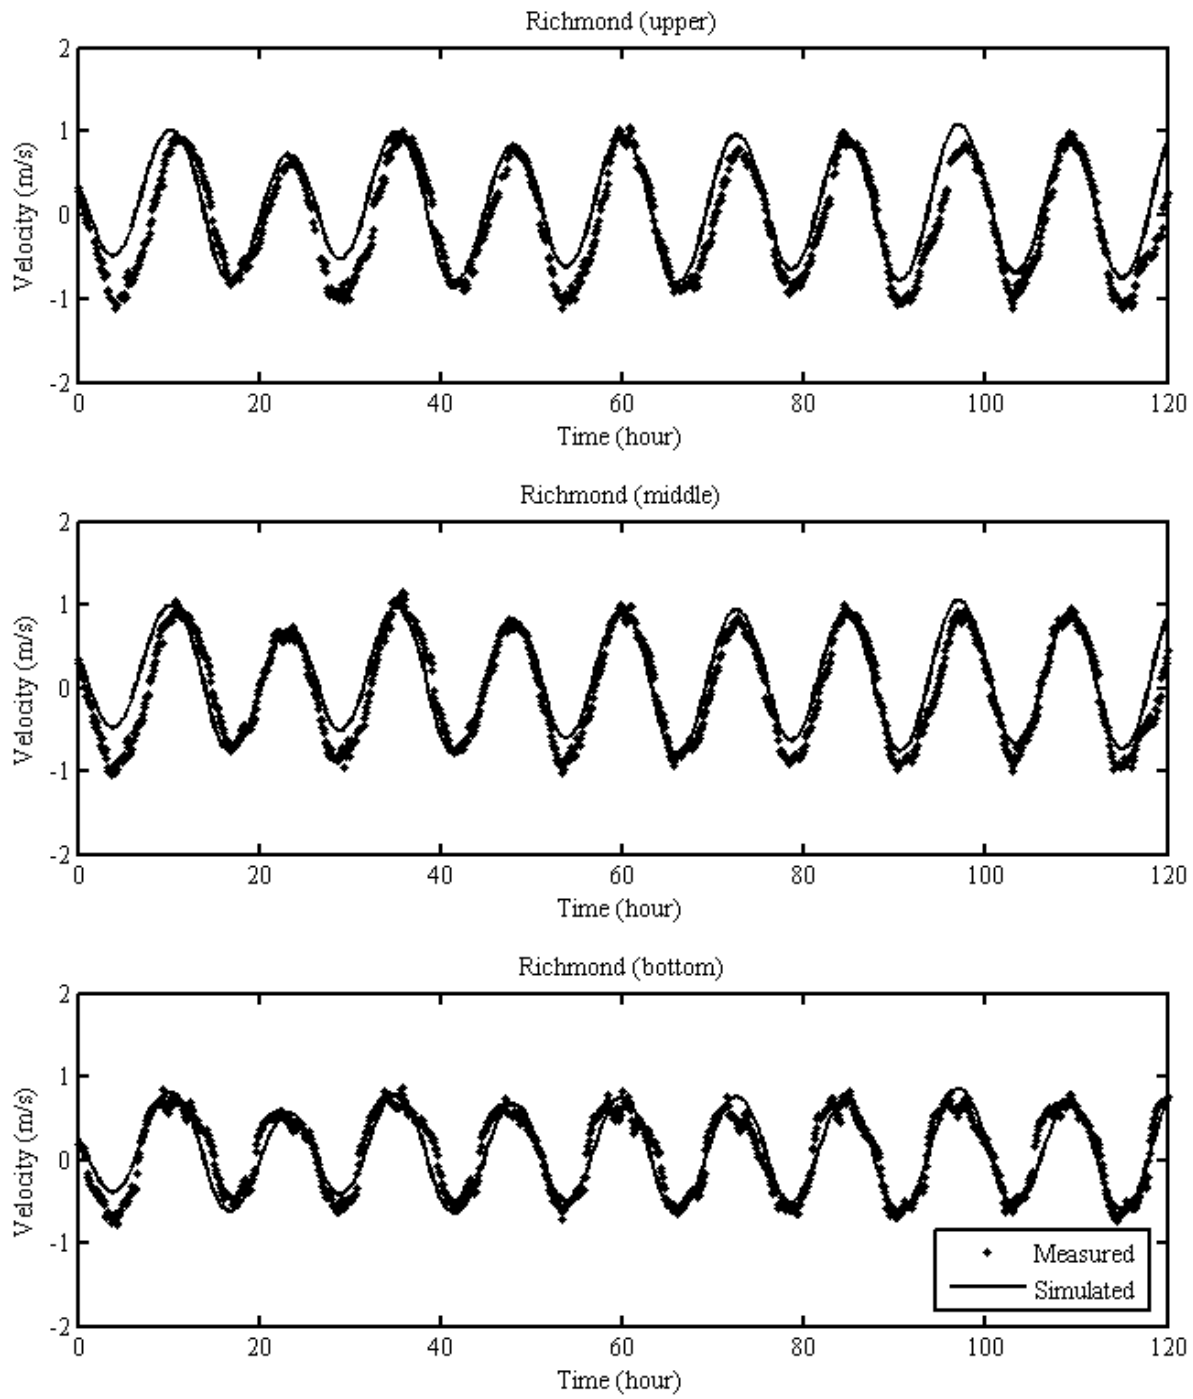 Richmond (upper)
2
1
0
-1
-2
Velocity (m/s)
0 20 40 60 80 100 120
Time (hour)
Richmond (middle)
2
1
0
-1
-2
Velocity (m/s)
0 20 40 60 80 100 120
Time (hour)
Richmond (bottom)
2
1
0
-1
-2
Velocity (m/s)
Measured
Simulated
0 20 40 60 80 100 120
Time (hour)